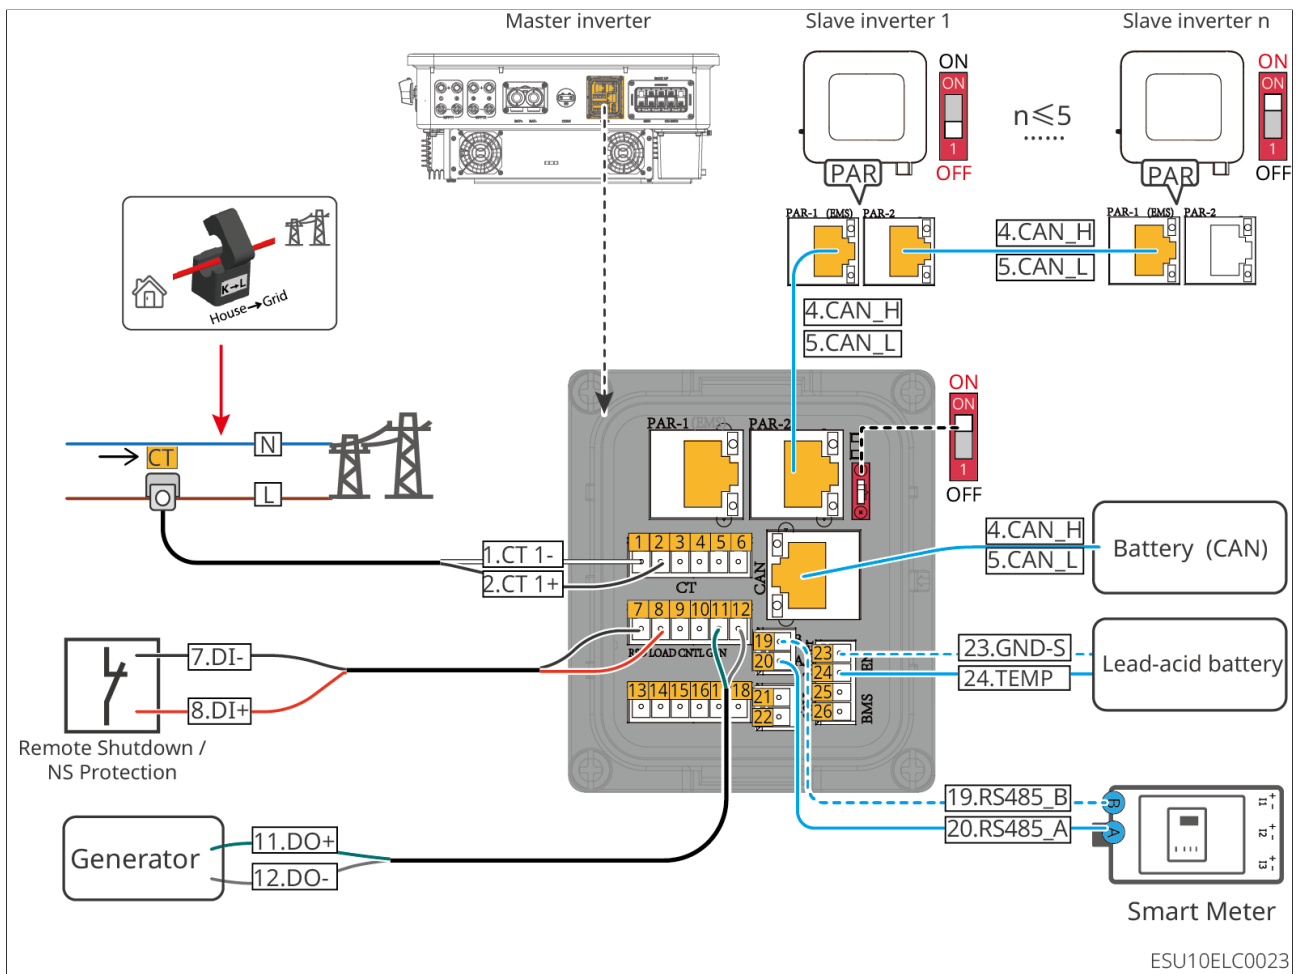 Master inverter
Slave inverter 1
Slave inverter n
ON
ON
1
OFF
n≤5
......
ON
ON
1
OFF
PAR
PAR
PAR-1 (EMS) PAR-2
PAR-1 (EMS) PAR-2
4.CAN_H
5.CAN_L
4.CAN_H
5.CAN_L
K→L
House→Grid
ON
ON
1
OFF
PAR-1 (EMS) PAR-2
N
CT
L
1.CT 1-
2.CT 1+
1 2 3 4 5 6
CT
CAN
4.CAN_H
5.CAN_L
Battery (CAN)
7 8 9 10 11 12
LOAD CNTL GEN
19
20
21
22
23
24
25
26
BMS
13 14 15 16 17 18
23.GND-S
24.TEMP
Lead-acid battery
7.DI-
8.DI+
Remote Shutdown /
NS Protection
19.RS485_B
20.RS485_A
B
A
Smart Meter
Generator
11.DO+
12.DO-
ESU10ELC0023